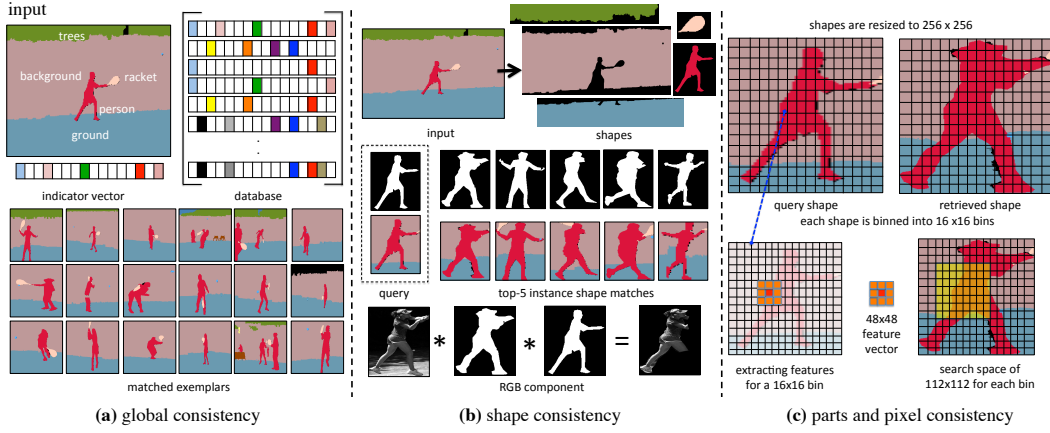 input
trees
background
racket
person
ground
indicator vector
database
matched exemplars
(a) global consistency
input
shapes
query
top-5 instance shape matches
* * =
RGB component
(b) shape consistency
shapes are resized to 256 x 256
query shape
retrieved shape
each shape is binned into 16 x16 bins
48x48
feature
vector
extracting features
for a 16x16 bin
search space of
112x112 for each bin
(c) parts and pixel consistency